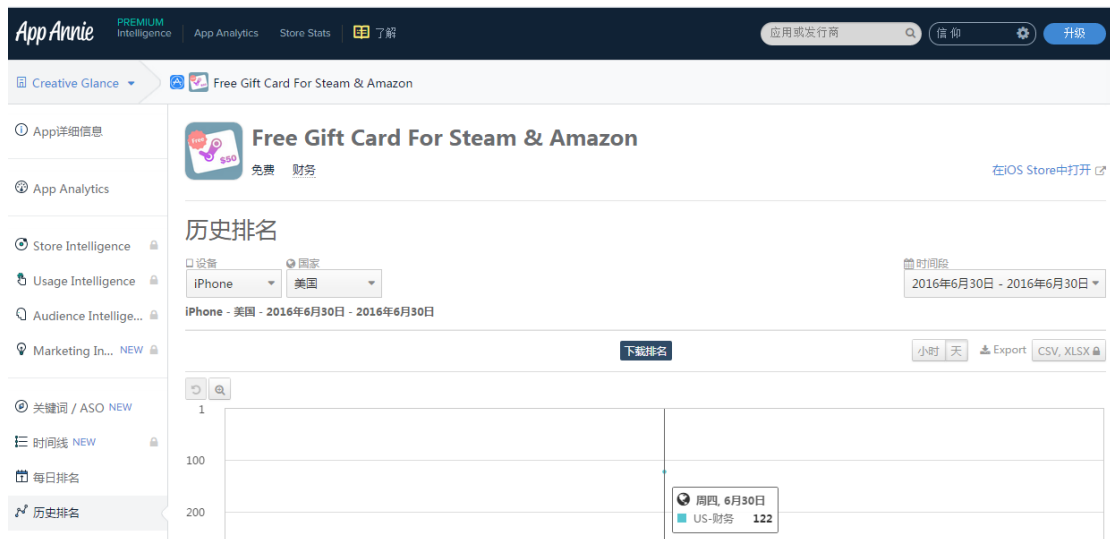 App Annie PREMIUM Intelligence App Analytics Store Stats 了解 应用或发行商 信仰 升级
Creative Glance Free Gift Card For Steam & Amazon
App详细信息
App Analytics
Store Intelligence
Usage Intelligence
Audience Intellige...
Marketing In... NEW
关键词 / ASO NEW
时间线 NEW
每日排名
历史排名
Free $50
Free Gift Card For Steam & Amazon
免费 财务
在iOS Store中打开
历史排名
设备 国家 时间段
iPhone 美国 2016年6月30日 - 2016年6月30日
iPhone - 美国 - 2016年6月30日 - 2016年6月30日
下载排名 小时 天 Export CSV, XLSX
1
100
200
周四, 6月30日
US-财务 122